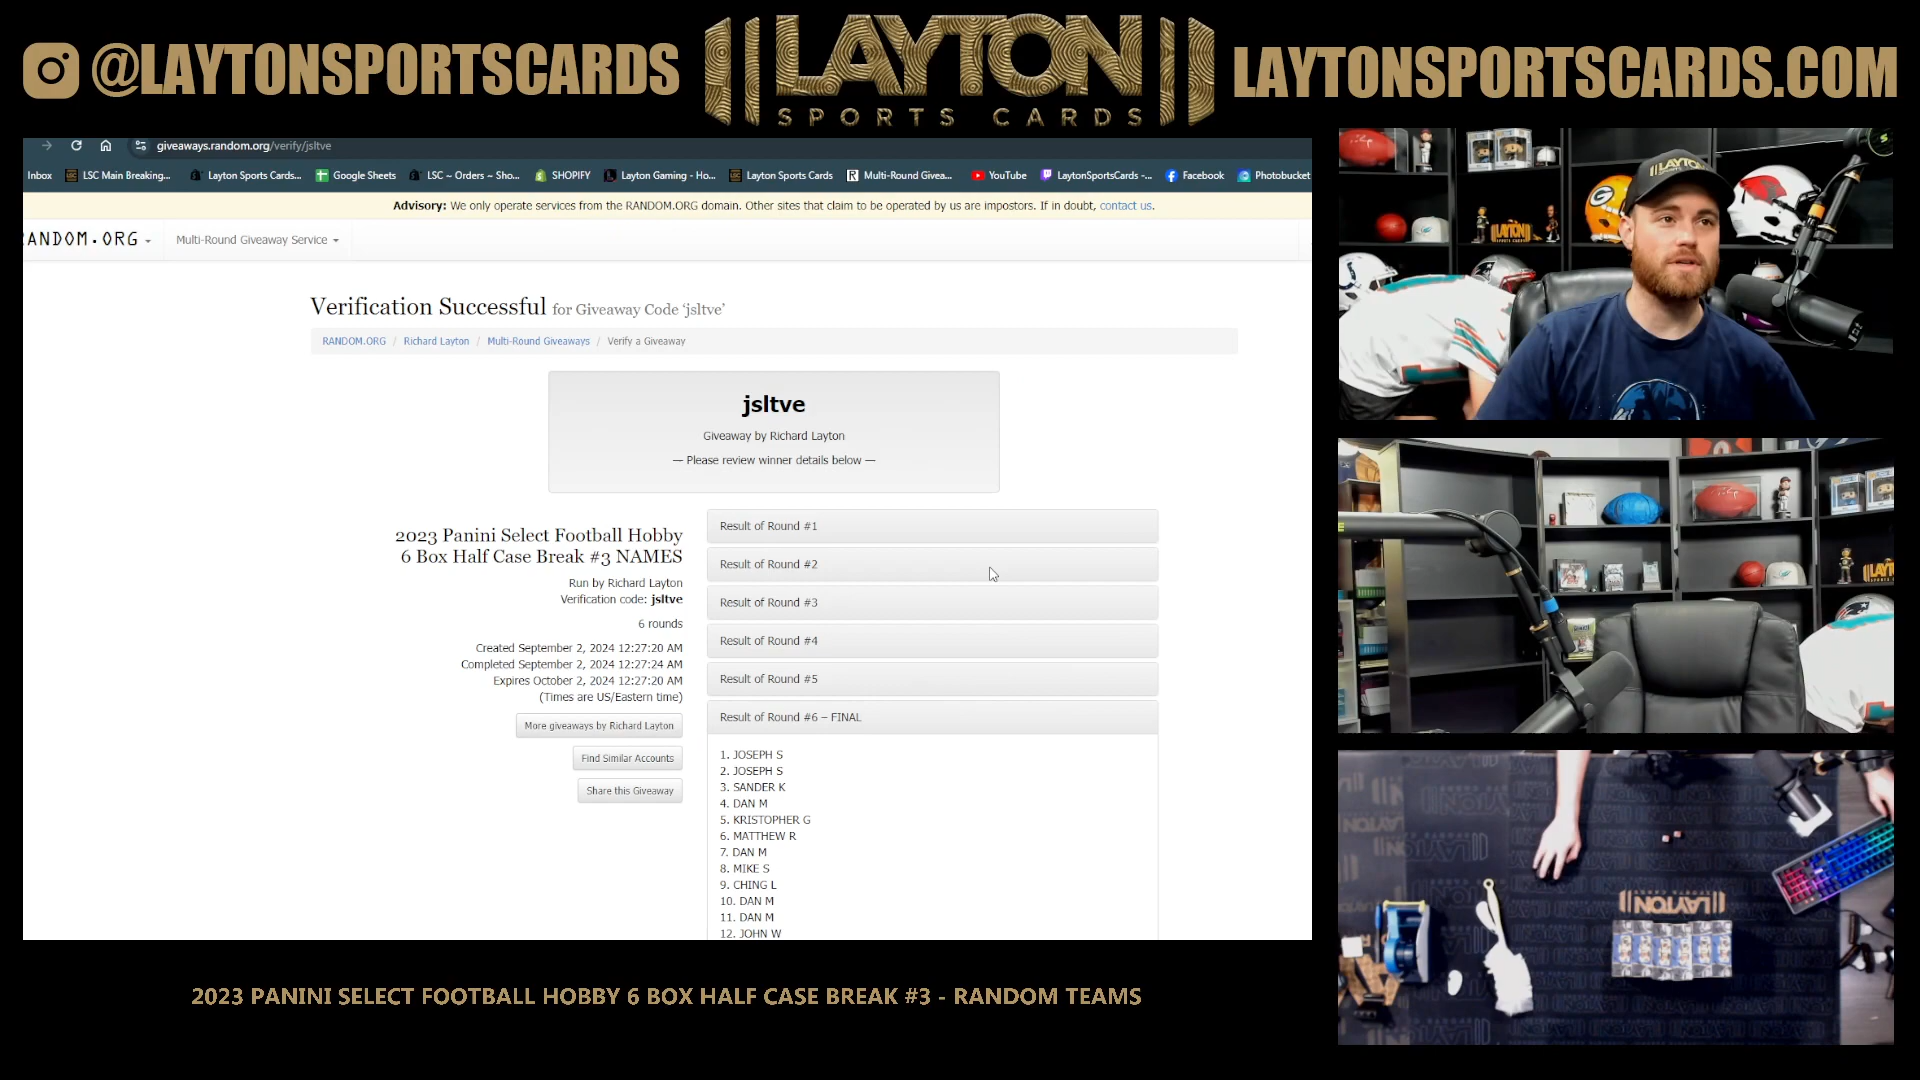 @LAYTONSPORTSCARDS
LAYTON
SPORTS CARDS
LAYTONSPORTSCARDS.COM
giveaways.random.org/verify/jsltve
Inbox LSC Main Breaking... Layton Sports Cards... Google Sheets LSC ~ Orders ~ Sho... SHOPIFY Layton Gaming - Ho... Layton Sports Cards Multi-Round Givea... YouTube LaytonSportsCards -... Facebook Photobucket
Advisory: We only operate services from the RANDOM.ORG domain. Other sites that claim to be operated by us are impostors. If in doubt, contact us.
ANDOM.ORG Multi-Round Giveaway Service
Verification Successful for Giveaway Code ‘jsltve’
RANDOM.ORG / Richard Layton / Multi-Round Giveaways / Verify a Giveaway
jsltve
Giveaway by Richard Layton
— Please review winner details below —
2023 Panini Select Football Hobby
6 Box Half Case Break #3 NAMES
Run by Richard Layton
Verification code: jsltve
6 rounds
Created September 2, 2024 12:27:20 AM
Completed September 2, 2024 12:27:24 AM
Expires October 2, 2024 12:27:20 AM
(Times are US/Eastern time)
More giveaways by Richard Layton
Find Similar Accounts
Share this Giveaway
Result of Round #1
Result of Round #2
Result of Round #3
Result of Round #4
Result of Round #5
Result of Round #6 – FINAL
1. JOSEPH S
2. JOSEPH S
3. SANDER K
4. DAN M
5. KRISTOPHER G
6. MATTHEW R
7. DAN M
8. MIKE S
9. CHING L
10. DAN M
11. DAN M
12. JOHN W
2023 PANINI SELECT FOOTBALL HOBBY 6 BOX HALF CASE BREAK #3 - RANDOM TEAMS
LAYTON
LAYTON